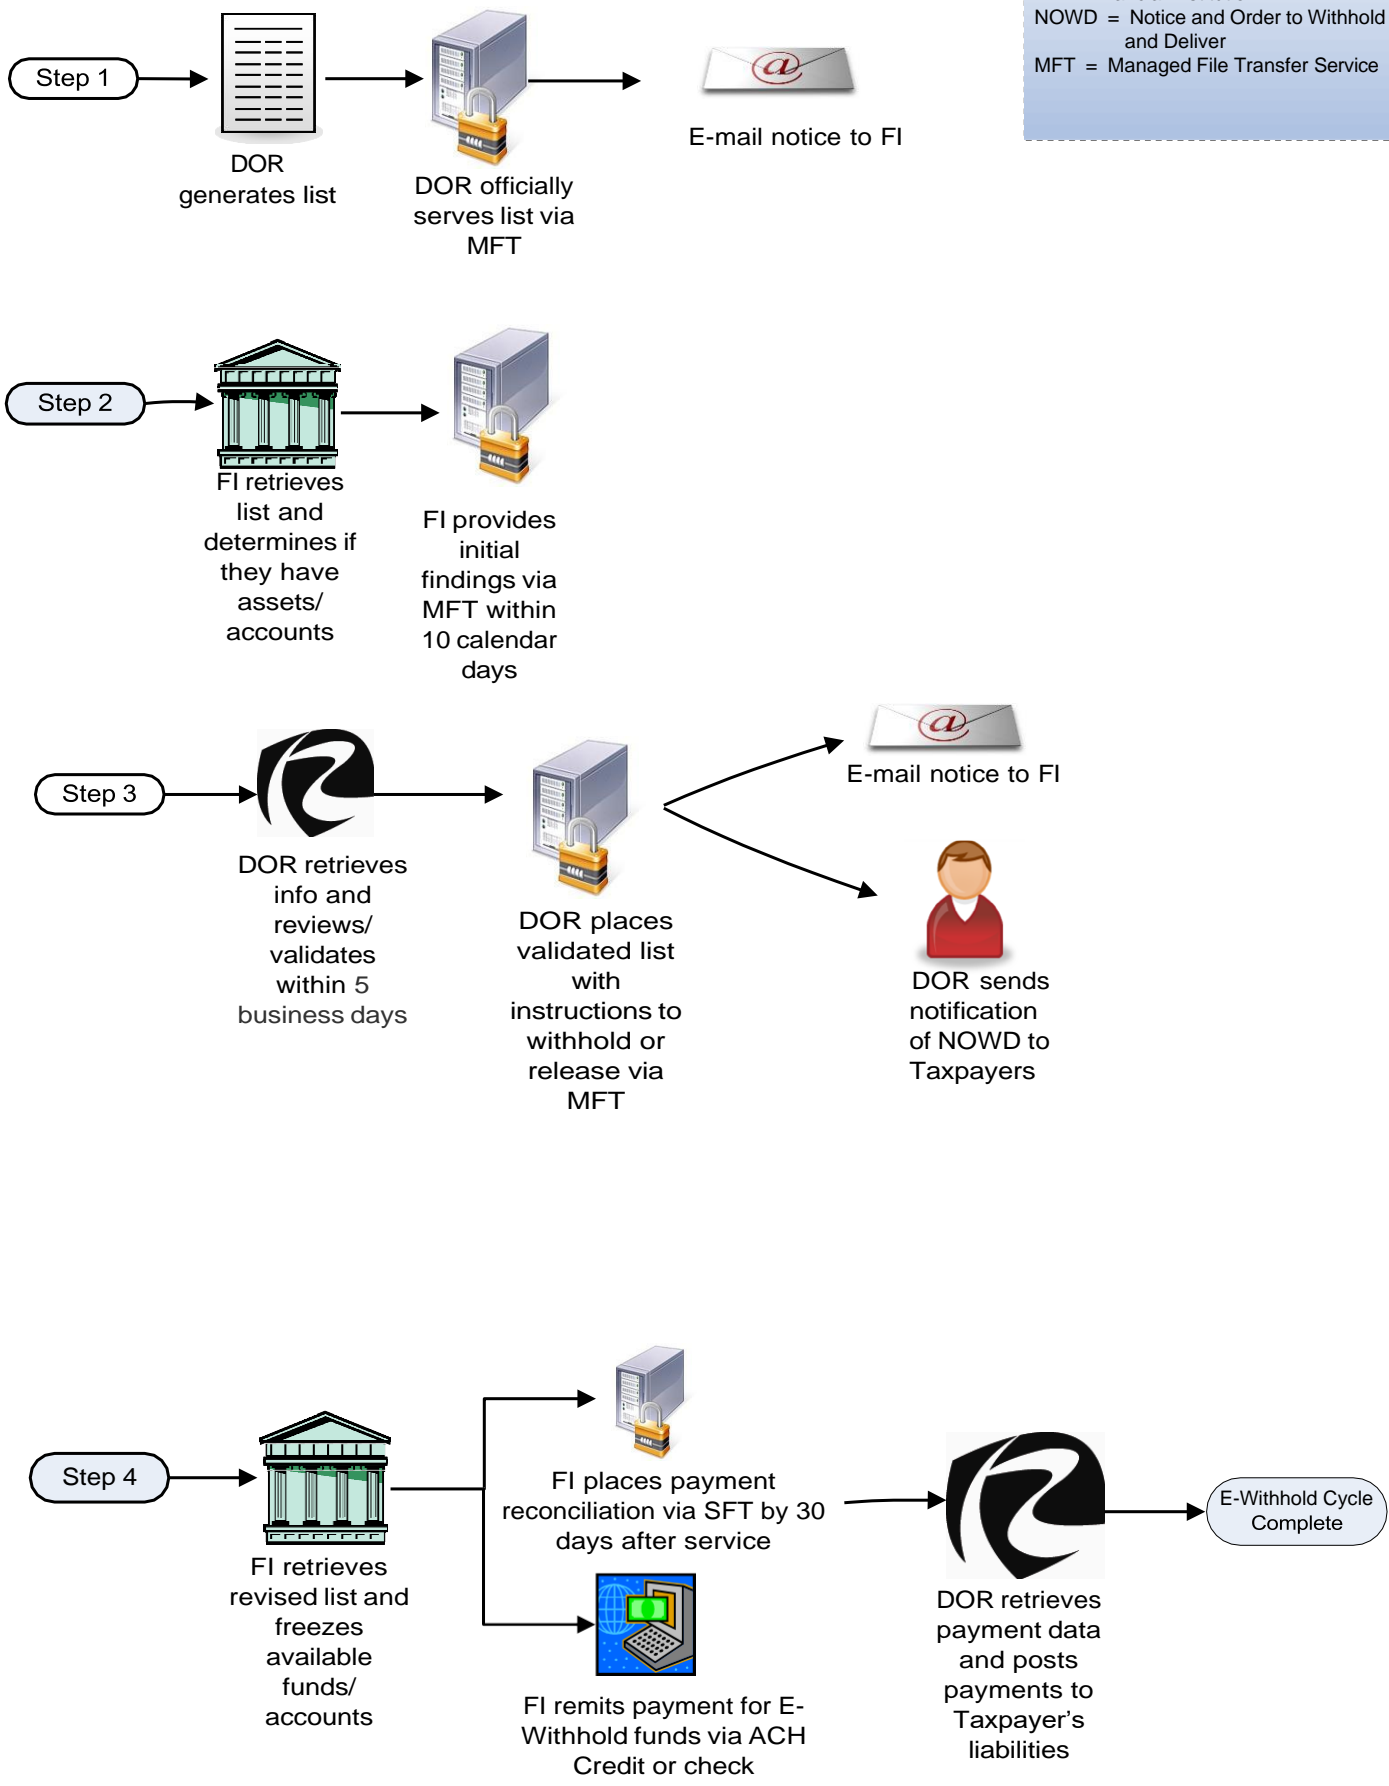 NOWD = Notice and Order to Withhold
and Deliver
MFT = Managed File Transfer Service
Step 1
DOR
generates list
DOR officially
serves list via
MFT
E-mail notice to FI
Step 2
FI retrieves
list and
determines if
they have
assets/
accounts
FI provides
initial
findings via
MFT within
10 calendar
days
Step 3
DOR retrieves
info and
reviews/
validates
within 5
business days
DOR places
validated list
with
instructions to
withhold or
release via
MFT
E-mail notice to FI
DOR sends
notification
of NOWD to
Taxpayers
Step 4
FI retrieves
revised list and
freezes
available
funds/
accounts
FI places payment
reconciliation via SFT by 30
days after service
FI remits payment for E-
Withhold funds via ACH
Credit or check
DOR retrieves
payment data
and posts
payments to
Taxpayer’s
liabilities
E-Withhold Cycle
Complete